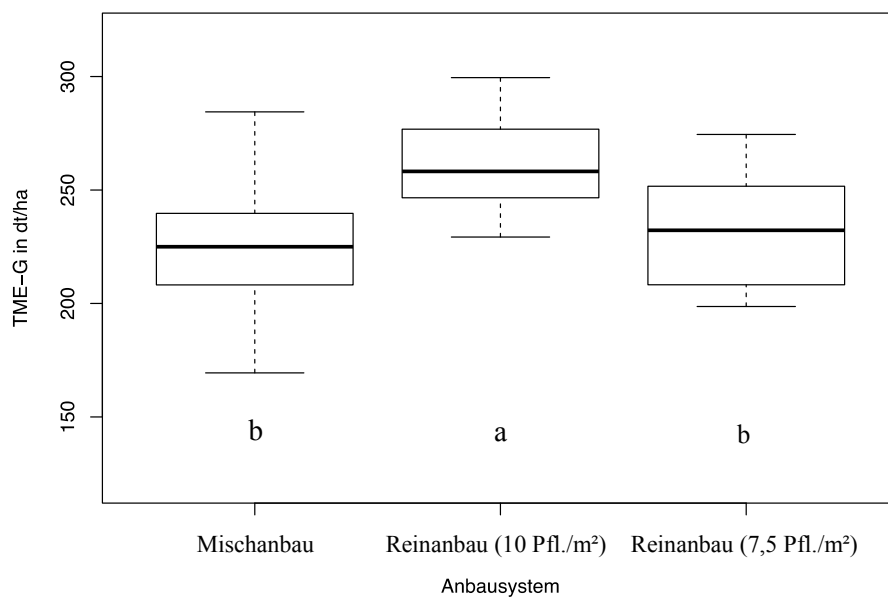 TME−G in dt/ha
300
250
200
150
b a b
Mischanbau Reinanbau (10 Pfl./m²) Reinanbau (7,5 Pfl./m²)
Anbausystem